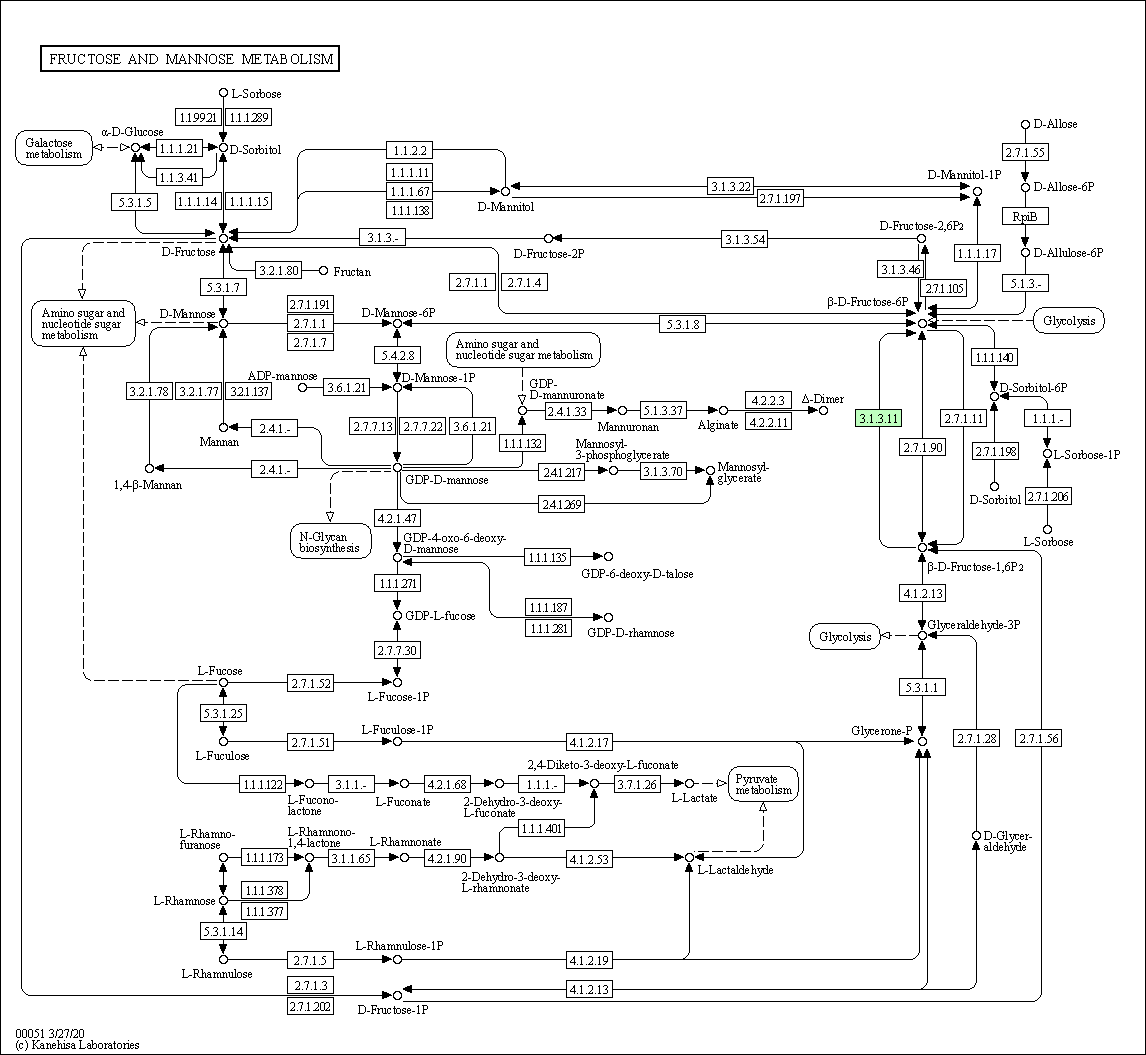 FRUCTOSE AND MANNOSE METABOLISM
L-Sorbose
1.1.99.21
1.1.1.289
α-D-Glucose
Galactose
metabolism
1.1.1.21
D-Sorbitol
1.1.3.41
5.3.1.5
1.1.1.14
1.1.1.15
1.1.2.2
1.1.1.11
1.1.1.67
1.1.1.138
D-Mannitol
3.1.3.22
2.7.1.197
D-Mannitol-1P
D-Allose
2.7.1.55
D-Allose-6P
RpiB
D-Allulose-6P
5.1.3.-
D-Fructose
3.1.3.-
D-Fructose-2P
3.1.3.54
D-Fructose-2,6P2
1.1.1.17
3.1.3.46
2.7.1.105
3.2.1.80
Fructan
5.3.1.7
2.7.1.1
2.7.1.4
β-D-Fructose-6P
Amino sugar and
nucleotide sugar
metabolism
D-Mannose
2.7.1.191
2.7.1.1
2.7.1.7
D-Mannose-6P
5.3.1.8
Glycolysis
5.4.2.8
Amino sugar and
nucleotide sugar metabolism
1.1.1.140
ADP-mannose
3.6.1.21
D-Mannose-1P
GDP-
D-mannuronate
D-Sorbitol-6P
3.2.1.78
3.2.1.77
3.2.1.137
2.4.1.33
5.1.3.37
4.2.2.3
4.2.2.11
Δ-Dimer
Mannuronan
Alginate
3.1.3.11
2.7.1.11
1.1.1.-
Mannan
2.4.1.-
2.7.7.13
2.7.7.22
3.6.1.21
1.1.1.132
Mannosyl-
3-phosphoglycerate
2.7.1.90
2.7.1.198
L-Sorbose-1P
1,4-β-Mannan
2.4.1.-
GDP-D-mannose
2.4.1.217
3.1.3.70
Mannosyl-
glycerate
2.4.1.269
D-Sorbitol
2.7.1.206
L-Sorbose
N-Glycan
biosynthesis
4.2.1.47
GDP-4-oxo-6-deoxy-
D-mannose
1.1.1.135
GDP-6-deoxy-D-talose
β-D-Fructose-1,6P2
1.1.1.271
4.1.2.13
GDP-L-fucose
1.1.1.187
1.1.1.281
GDP-D-rhamnose
Glycolysis
Glyceraldehyde-3P
2.7.7.30
L-Fucose
2.7.1.52
L-Fucose-1P
5.3.1.1
5.3.1.25
L-Fuculose
2.7.1.51
L-Fuculose-1P
4.1.2.17
Glycerone-P
2.7.1.28
2.7.1.56
2,4-Diketo-3-deoxy-L-fuconate
1.1.1.122
L-Fucono-
lactone
3.1.1.-
L-Fuconate
4.2.1.68
2-Dehydro-3-deoxy-
L-fuconate
1.1.1.-
3.7.1.26
L-Lactate
Pyruvate
metabolism
1.1.1.401
L-Rhamno-
furanose
1.1.1.173
L-Rhamnono-
1,4-lactone
3.1.1.65
L-Rhamnonate
4.2.1.90
2-Dehydro-3-deoxy-
L-rhamnonate
4.1.2.53
L-Lactaldehyde
D-Glycer-
aldehyde
1.1.1.378
1.1.1.377
L-Rhamnose
5.3.1.14
L-Rhamnulose
2.7.1.5
L-Rhamnulose-1P
4.1.2.19
2.7.1.3
2.7.1.202
D-Fructose-1P
4.1.2.13
00051 3/27/20
(c) Kanehisa Laboratories